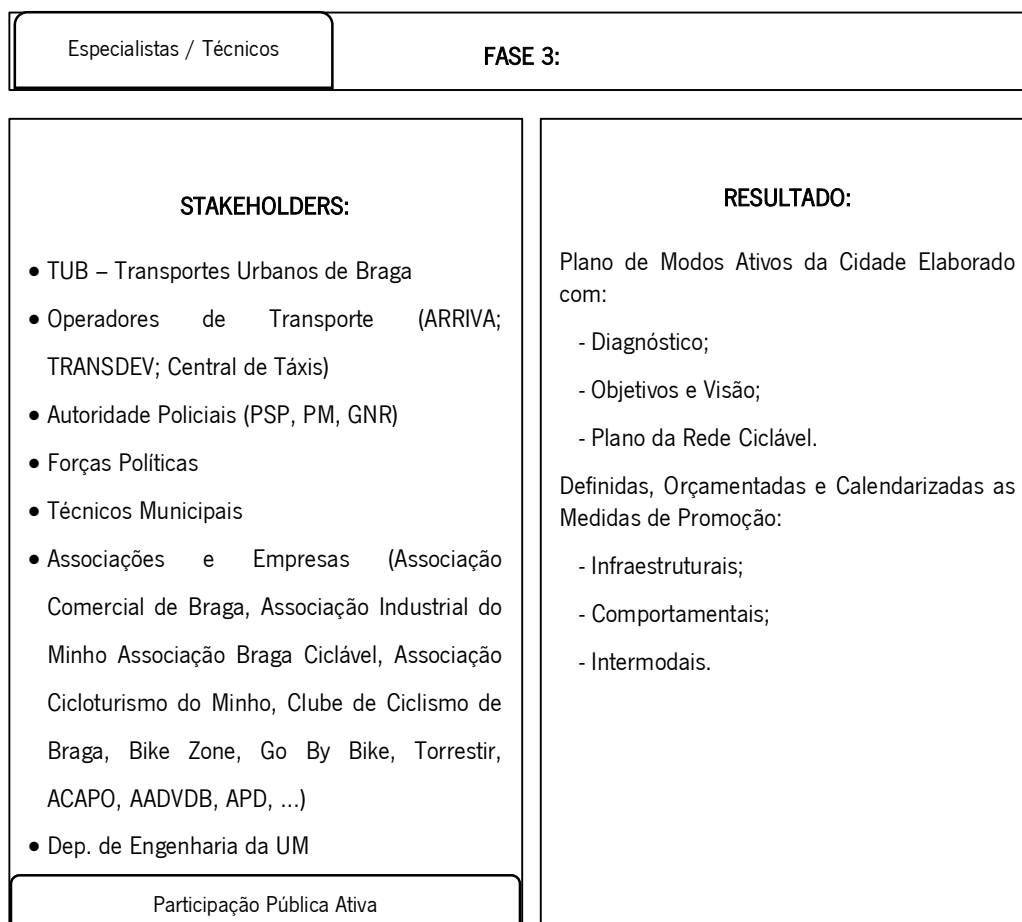 Especialistas / Técnicos
FASE 3:
STAKEHOLDERS:
• TUB – Transportes Urbanos de Braga
• Operadores de Transporte (ARRIVA;
TRANSDEV; Central de Táxis)
• Autoridade Policiais (PSP, PM, GNR)
• Forças Políticas
• Técnicos Municipais
• Associações e Empresas (Associação
Comercial de Braga, Associação Industrial do
Minho Associação Braga Ciclável, Associação
Cicloturismo do Minho, Clube de Ciclismo de
Braga, Bike Zone, Go By Bike, Torrestir,
ACAPO, AADVDB, APD, ...)
• Dep. de Engenharia da UM
Participação Pública Ativa
RESULTADO:
Plano de Modos Ativos da Cidade Elaborado
com:
- Diagnóstico;
- Objetivos e Visão;
- Plano da Rede Ciclável.
Definidas, Orçamentadas e Calendarizadas as
Medidas de Promoção:
- Infraestruturais;
- Comportamentais;
- Intermodais.